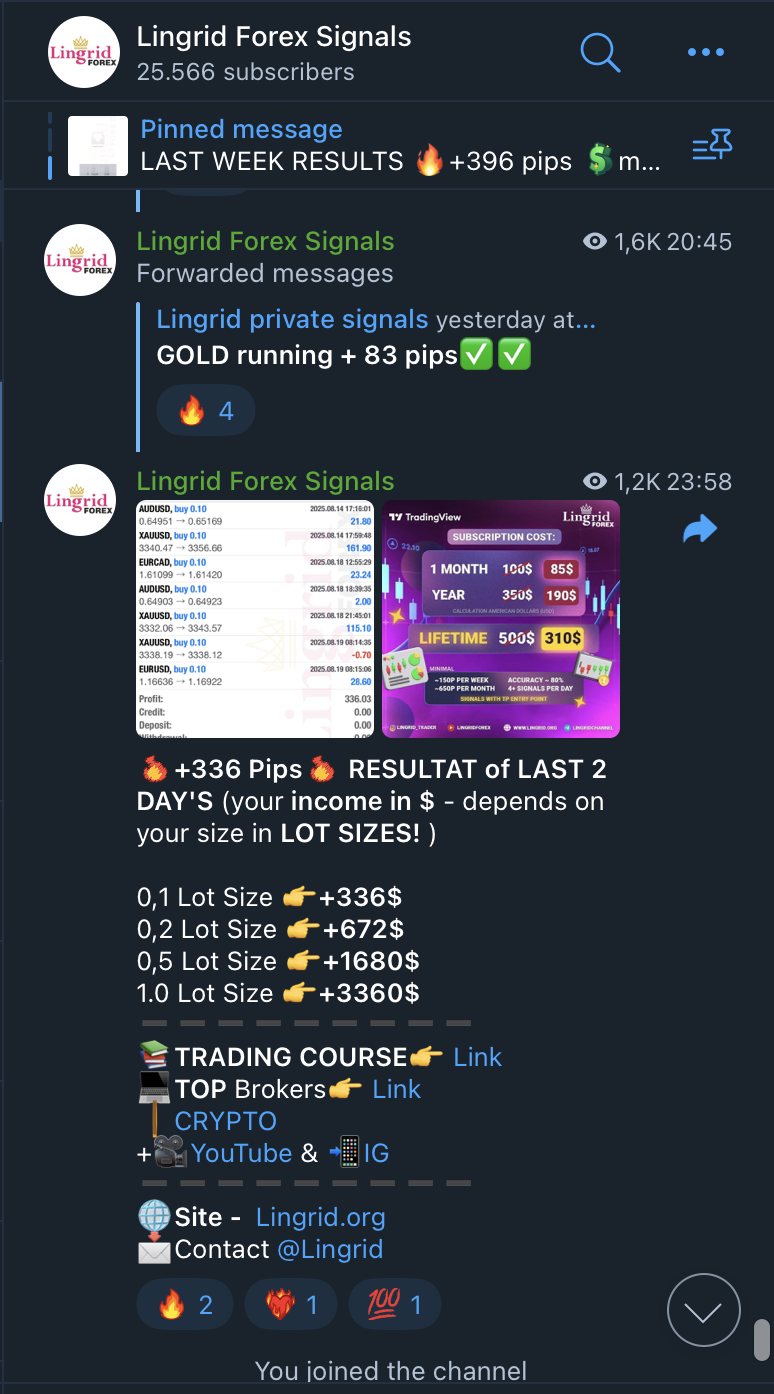 Lingrid Forex Signals
25.566 subscribers
Pinned message
LAST WEEK RESULTS 🔥+396 pips 💲m...
Lingrid Forex Signals 1,6K 20:45
Forwarded messages
Lingrid private signals yesterday at...
GOLD running + 83 pips✅✅
🔥 4
Lingrid Forex Signals 1,2K 23:58
AUDUSD, buy 0.10 2025.08.14 17:16:01
0.64951 → 0.65169 21.80
XAUUSD, buy 0.10 2025.08.14 17:59:48
3340.47 → 3356.66 161.90
EURCAD, buy 0.10 2025.08.18 12:55:29
1.61099 → 1.61420 23.24
AUDUSD, buy 0.10 2025.08.18 18:39:35
0.64903 → 0.64923 2.00
XAUUSD, buy 0.10 2025.08.18 21:45:01
3332.06 → 3343.57 115.10
XAUUSD, buy 0.10 2025.08.19 08:14:35
3338.19 → 3338.12 -0.70
EURUSD, buy 0.10 2025.08.19 08:15:06
1.16636 → 1.16922 28.60
Profit: 336.03
Credit: 0.00
Deposit: 0.00
Withdrawal: 0.00
TradingView
Lingrid
FOREX
SUBSCRIPTION COST:
1 MONTH 100$ 85$
YEAR 350$ 190$
CALCULATION AMERICAN DOLLARS (USD)
LIFETIME 500$ 310$
MINIMAL
~150P PER WEEK ACCURACY ~ 80%
~650P PER MONTH 4+ SIGNALS PER DAY
SIGNALS WITH TP ENTRY POINT
LINGRID_TRADER LINGRIDFOREX WWW.LINGRID.ORG LINGRIDCHANNEL
🔥+336 Pips🔥 RESULTAT of LAST 2
DAY'S (your income in $ - depends on
your size in LOT SIZES! )
0,1 Lot Size 👉+336$
0,2 Lot Size 👉+672$
0,5 Lot Size 👉+1680$
1.0 Lot Size 👉+3360$
— — — — — — — — —
📚TRADING COURSE👉 Link
💻TOP Brokers👉 Link
CRYPTO
+🎥YouTube & 📲IG
— — — — — — — — —
🌐Site - Lingrid.org
📩Contact @Lingrid
🔥 2 ❤️‍🔥 1 💯 1
You joined the channel